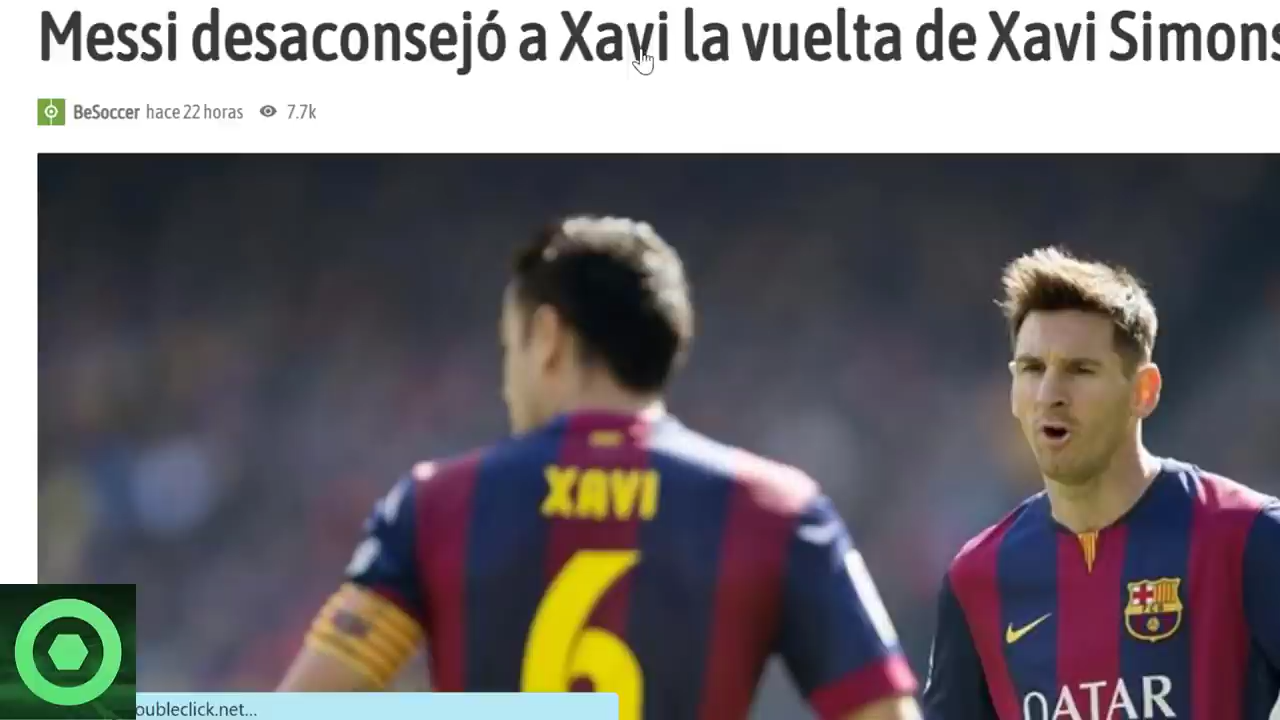 Messi desaconsejó a Xavi la vuelta de Xavi Simons
BeSoccer hace 22 horas 7.7k
XAVI
6
QATAR
oubleclick.net...